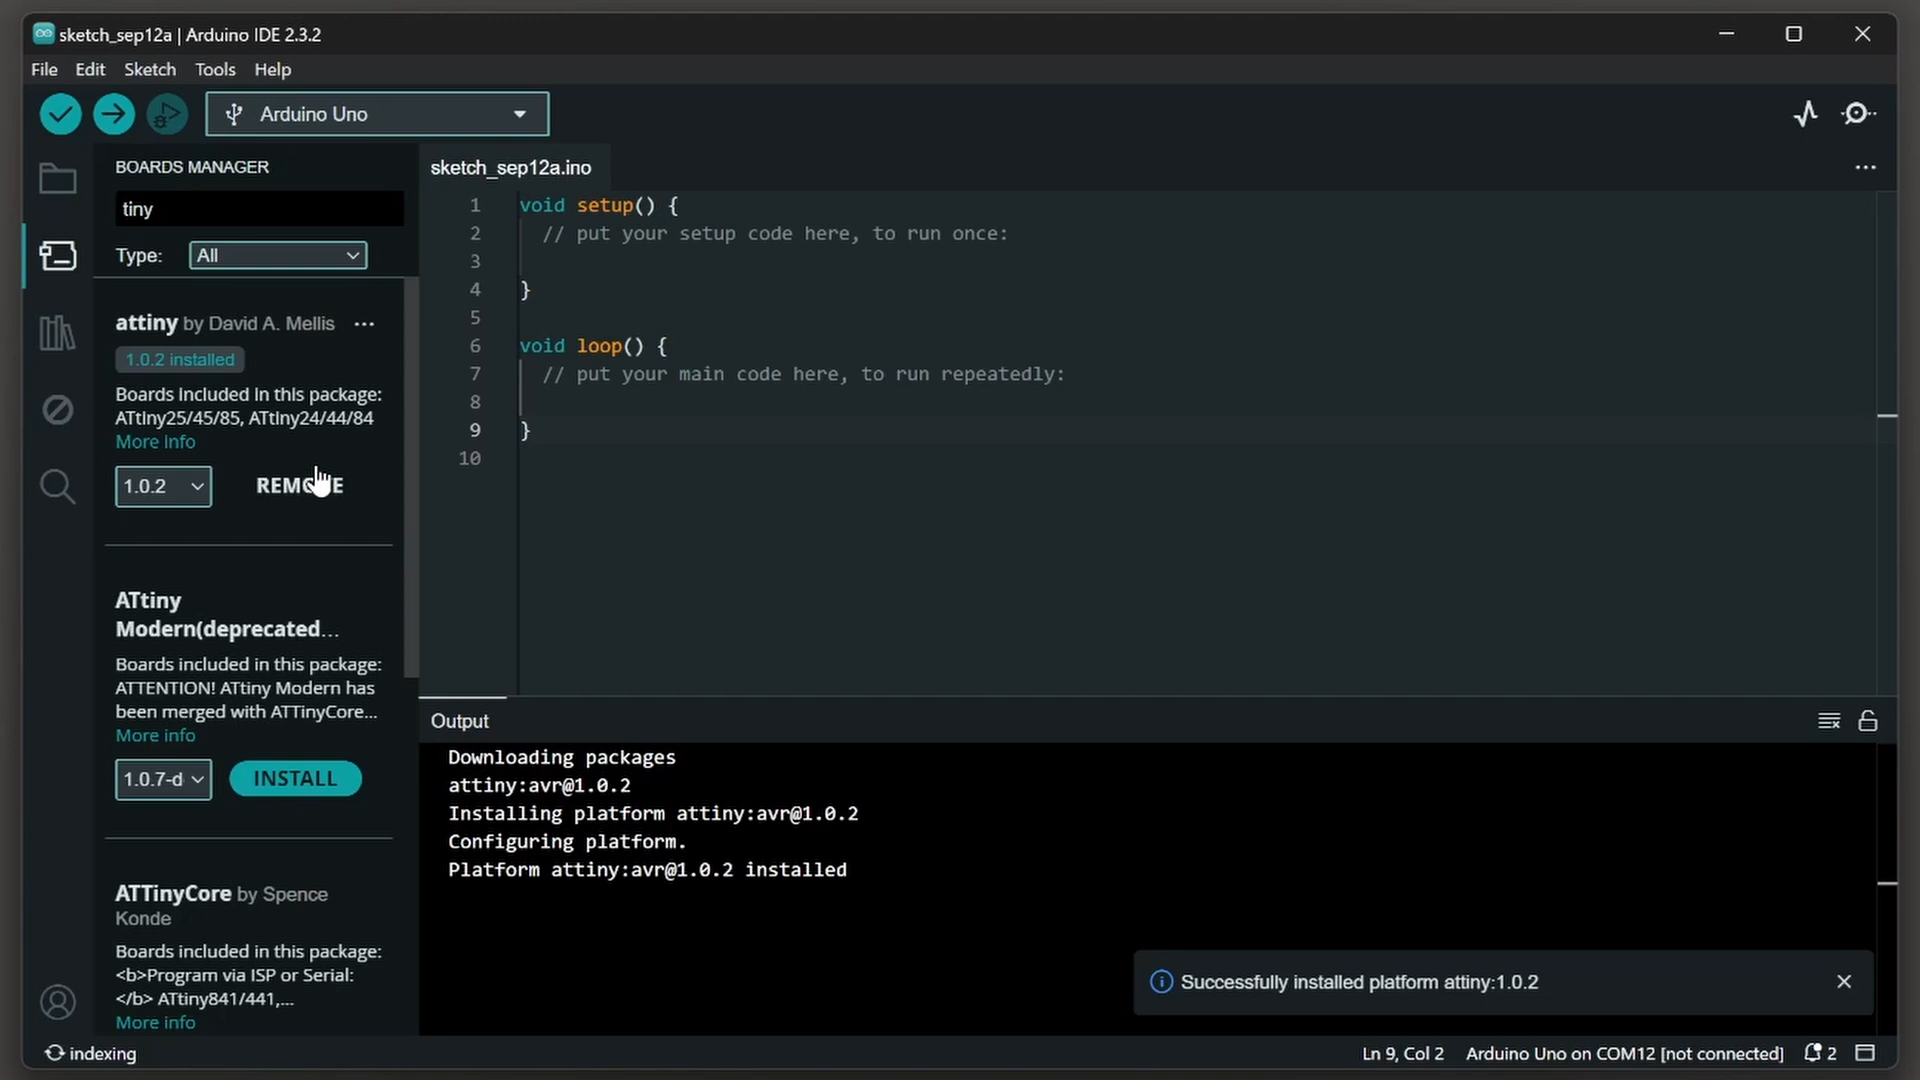 sketch_sep12a | Arduino IDE 2.3.2
File Edit Sketch Tools Help
Arduino Uno
BOARDS MANAGER
tiny
Type: All
attiny by David A. Mellis ...
1.0.2 installed
Boards included in this package:
ATtiny25/45/85, ATtiny24/44/84
More info
1.0.2 REMOVE
ATtiny
Modern(deprecated...
Boards included in this package:
ATTENTION! ATtiny Modern has
been merged with ATTinyCore...
More info
1.0.7-d INSTALL
ATTinyCore by Spence
Konde
Boards included in this package:
<b>Program via ISP or Serial:
</b> ATtiny841/441,...
More info
sketch_sep12a.ino
1 void setup() {
2 // put your setup code here, to run once:
3
4 }
5
6 void loop() {
7 // put your main code here, to run repeatedly:
8
9 }
10
Output
Downloading packages
attiny:avr@1.0.2
Installing platform attiny:avr@1.0.2
Configuring platform.
Platform attiny:avr@1.0.2 installed
Successfully installed platform attiny:1.0.2
indexing
Ln 9, Col 2 Arduino Uno on COM12 [not connected] 2